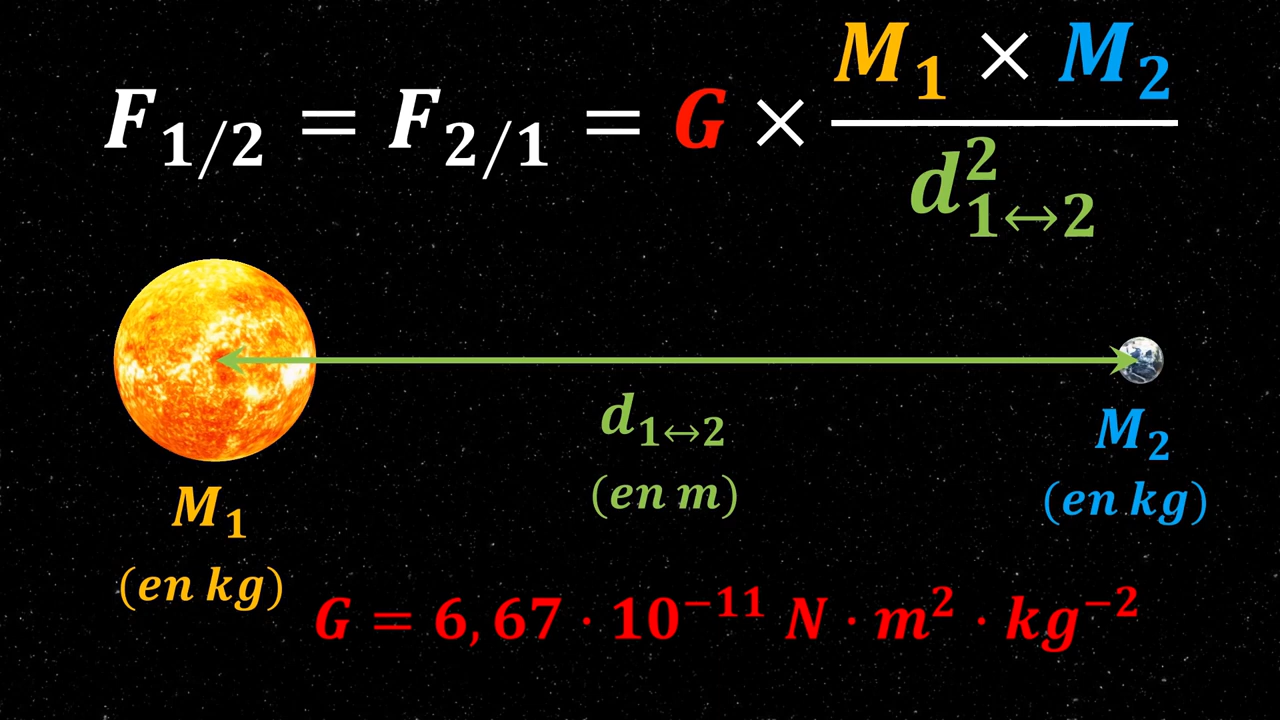 F₁/₂ = F₂/₁ = G × (M₁ × M₂) / d²₁↔₂
d₁↔₂
(en m)
M₂
(en kg)
M₁
(en kg)
G = 6,67 · 10⁻¹¹ N · m² · kg⁻²